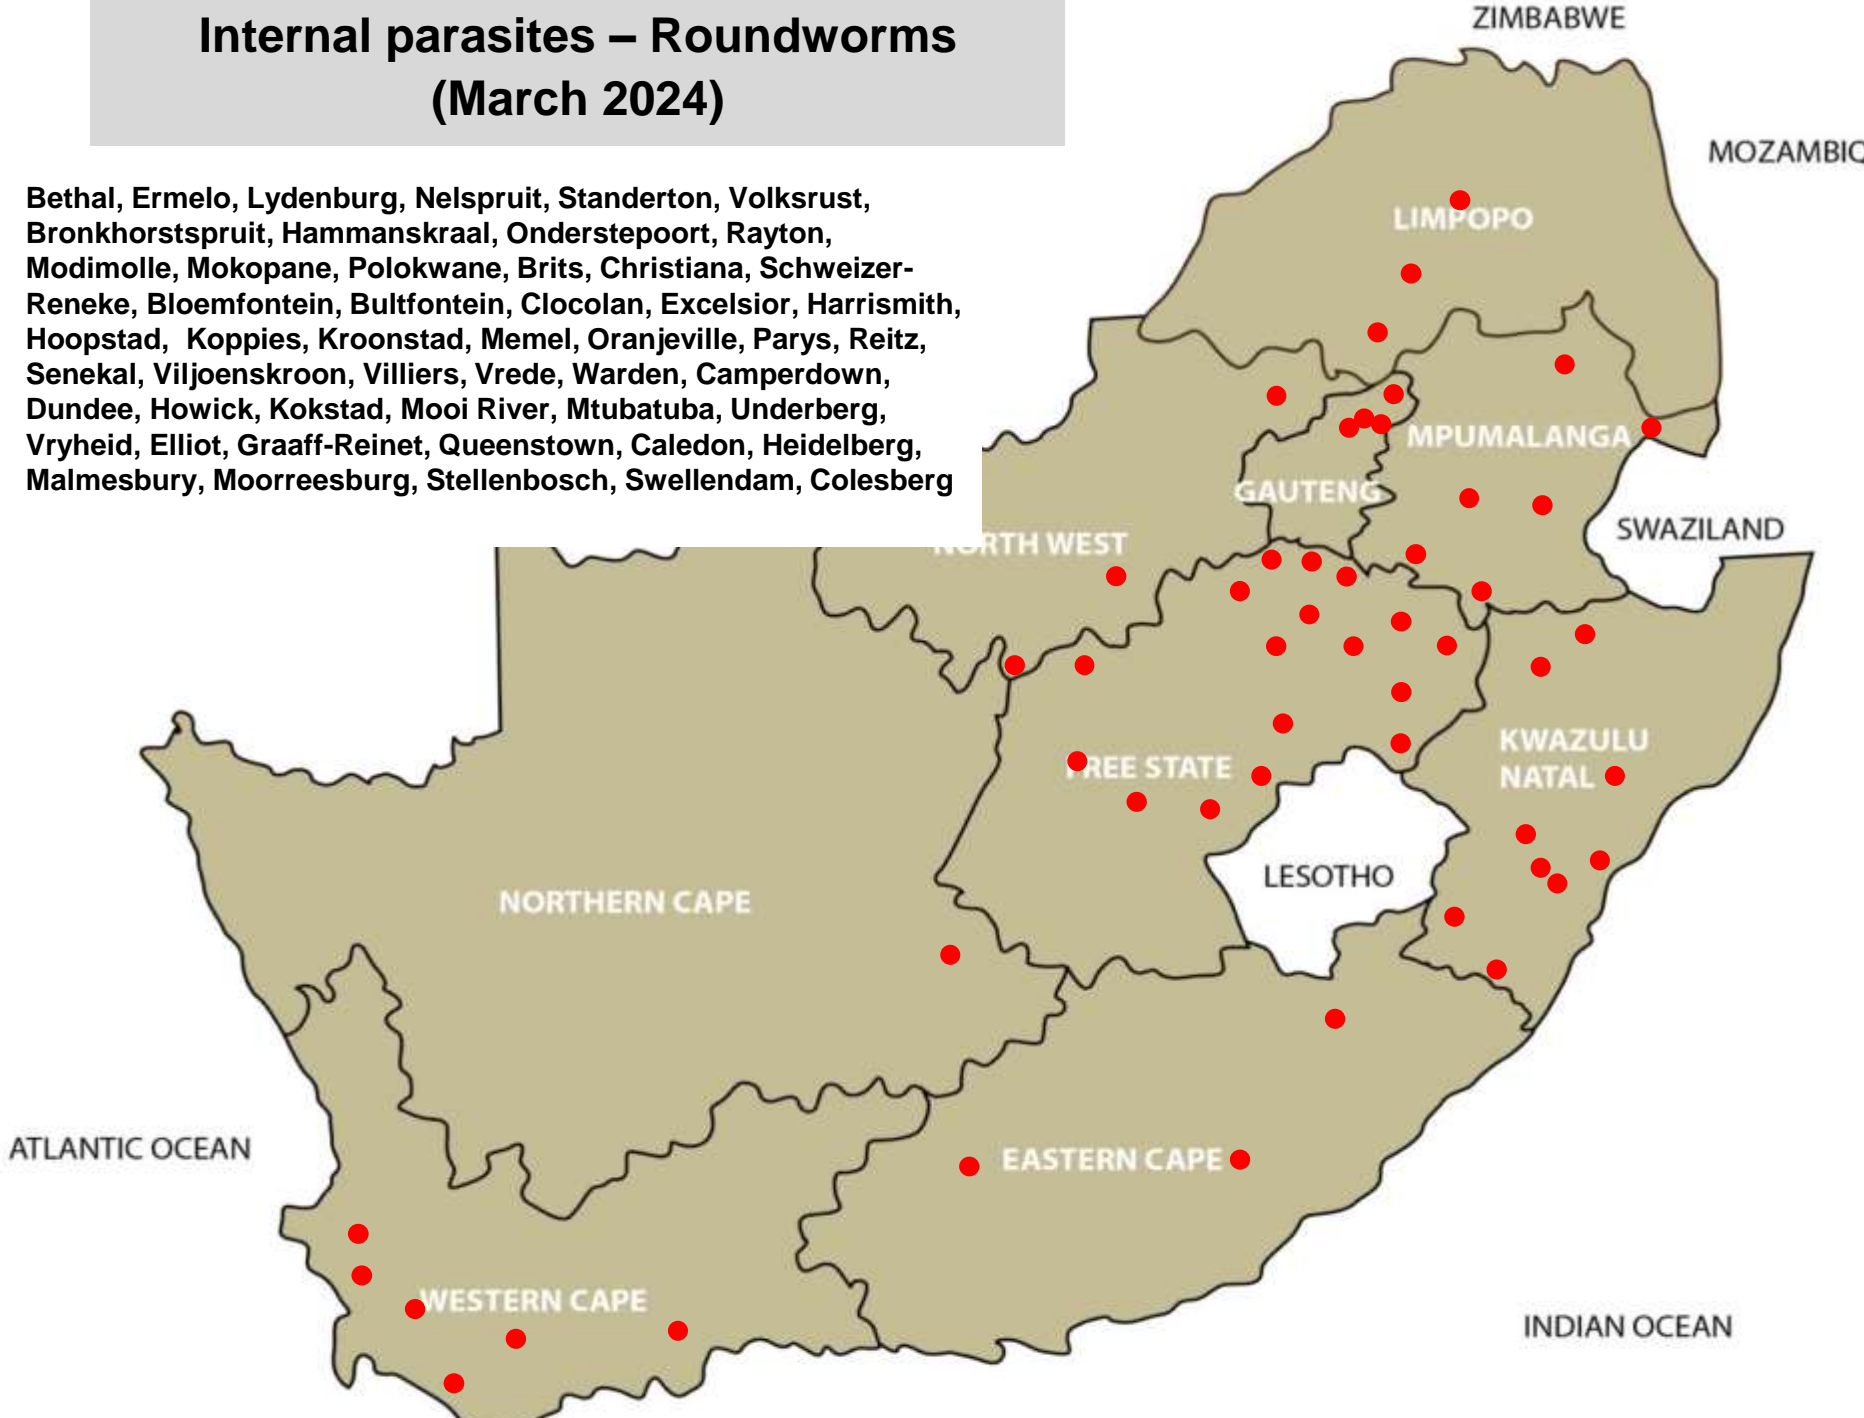 Internal parasites – Roundworms
(March 2024)
Bethal, Ermelo, Lydenburg, Nelspruit, Standerton, Volksrust,
Bronkhorstspruit, Hammanskraal, Onderstepoort, Rayton,
Modimolle, Mokopane, Polokwane, Brits, Christiana, Schweizer-
Reneke, Bloemfontein, Bultfontein, Clocolan, Excelsior, Harrismith,
Hoopstad, Koppies, Kroonstad, Memel, Oranjeville, Parys, Reitz,
Senekal, Viljoenskroon, Villiers, Vrede, Warden, Camperdown,
Dundee, Howick, Kokstad, Mooi River, Mtubatuba, Underberg,
Vryheid, Elliot, Graaff-Reinet, Queenstown, Caledon, Heidelberg,
Malmesbury, Moorreesburg, Stellenbosch, Swellendam, Colesberg
ZIMBABWE
MOZAMBIQ
LIMPOPO
MPUMALANGA
GAUTENG
SWAZILAND
NORTH WEST
KWAZULU
NATAL
FREE STATE
LESOTHO
NORTHERN CAPE
ATLANTIC OCEAN
EASTERN CAPE
WESTERN CAPE
INDIAN OCEAN